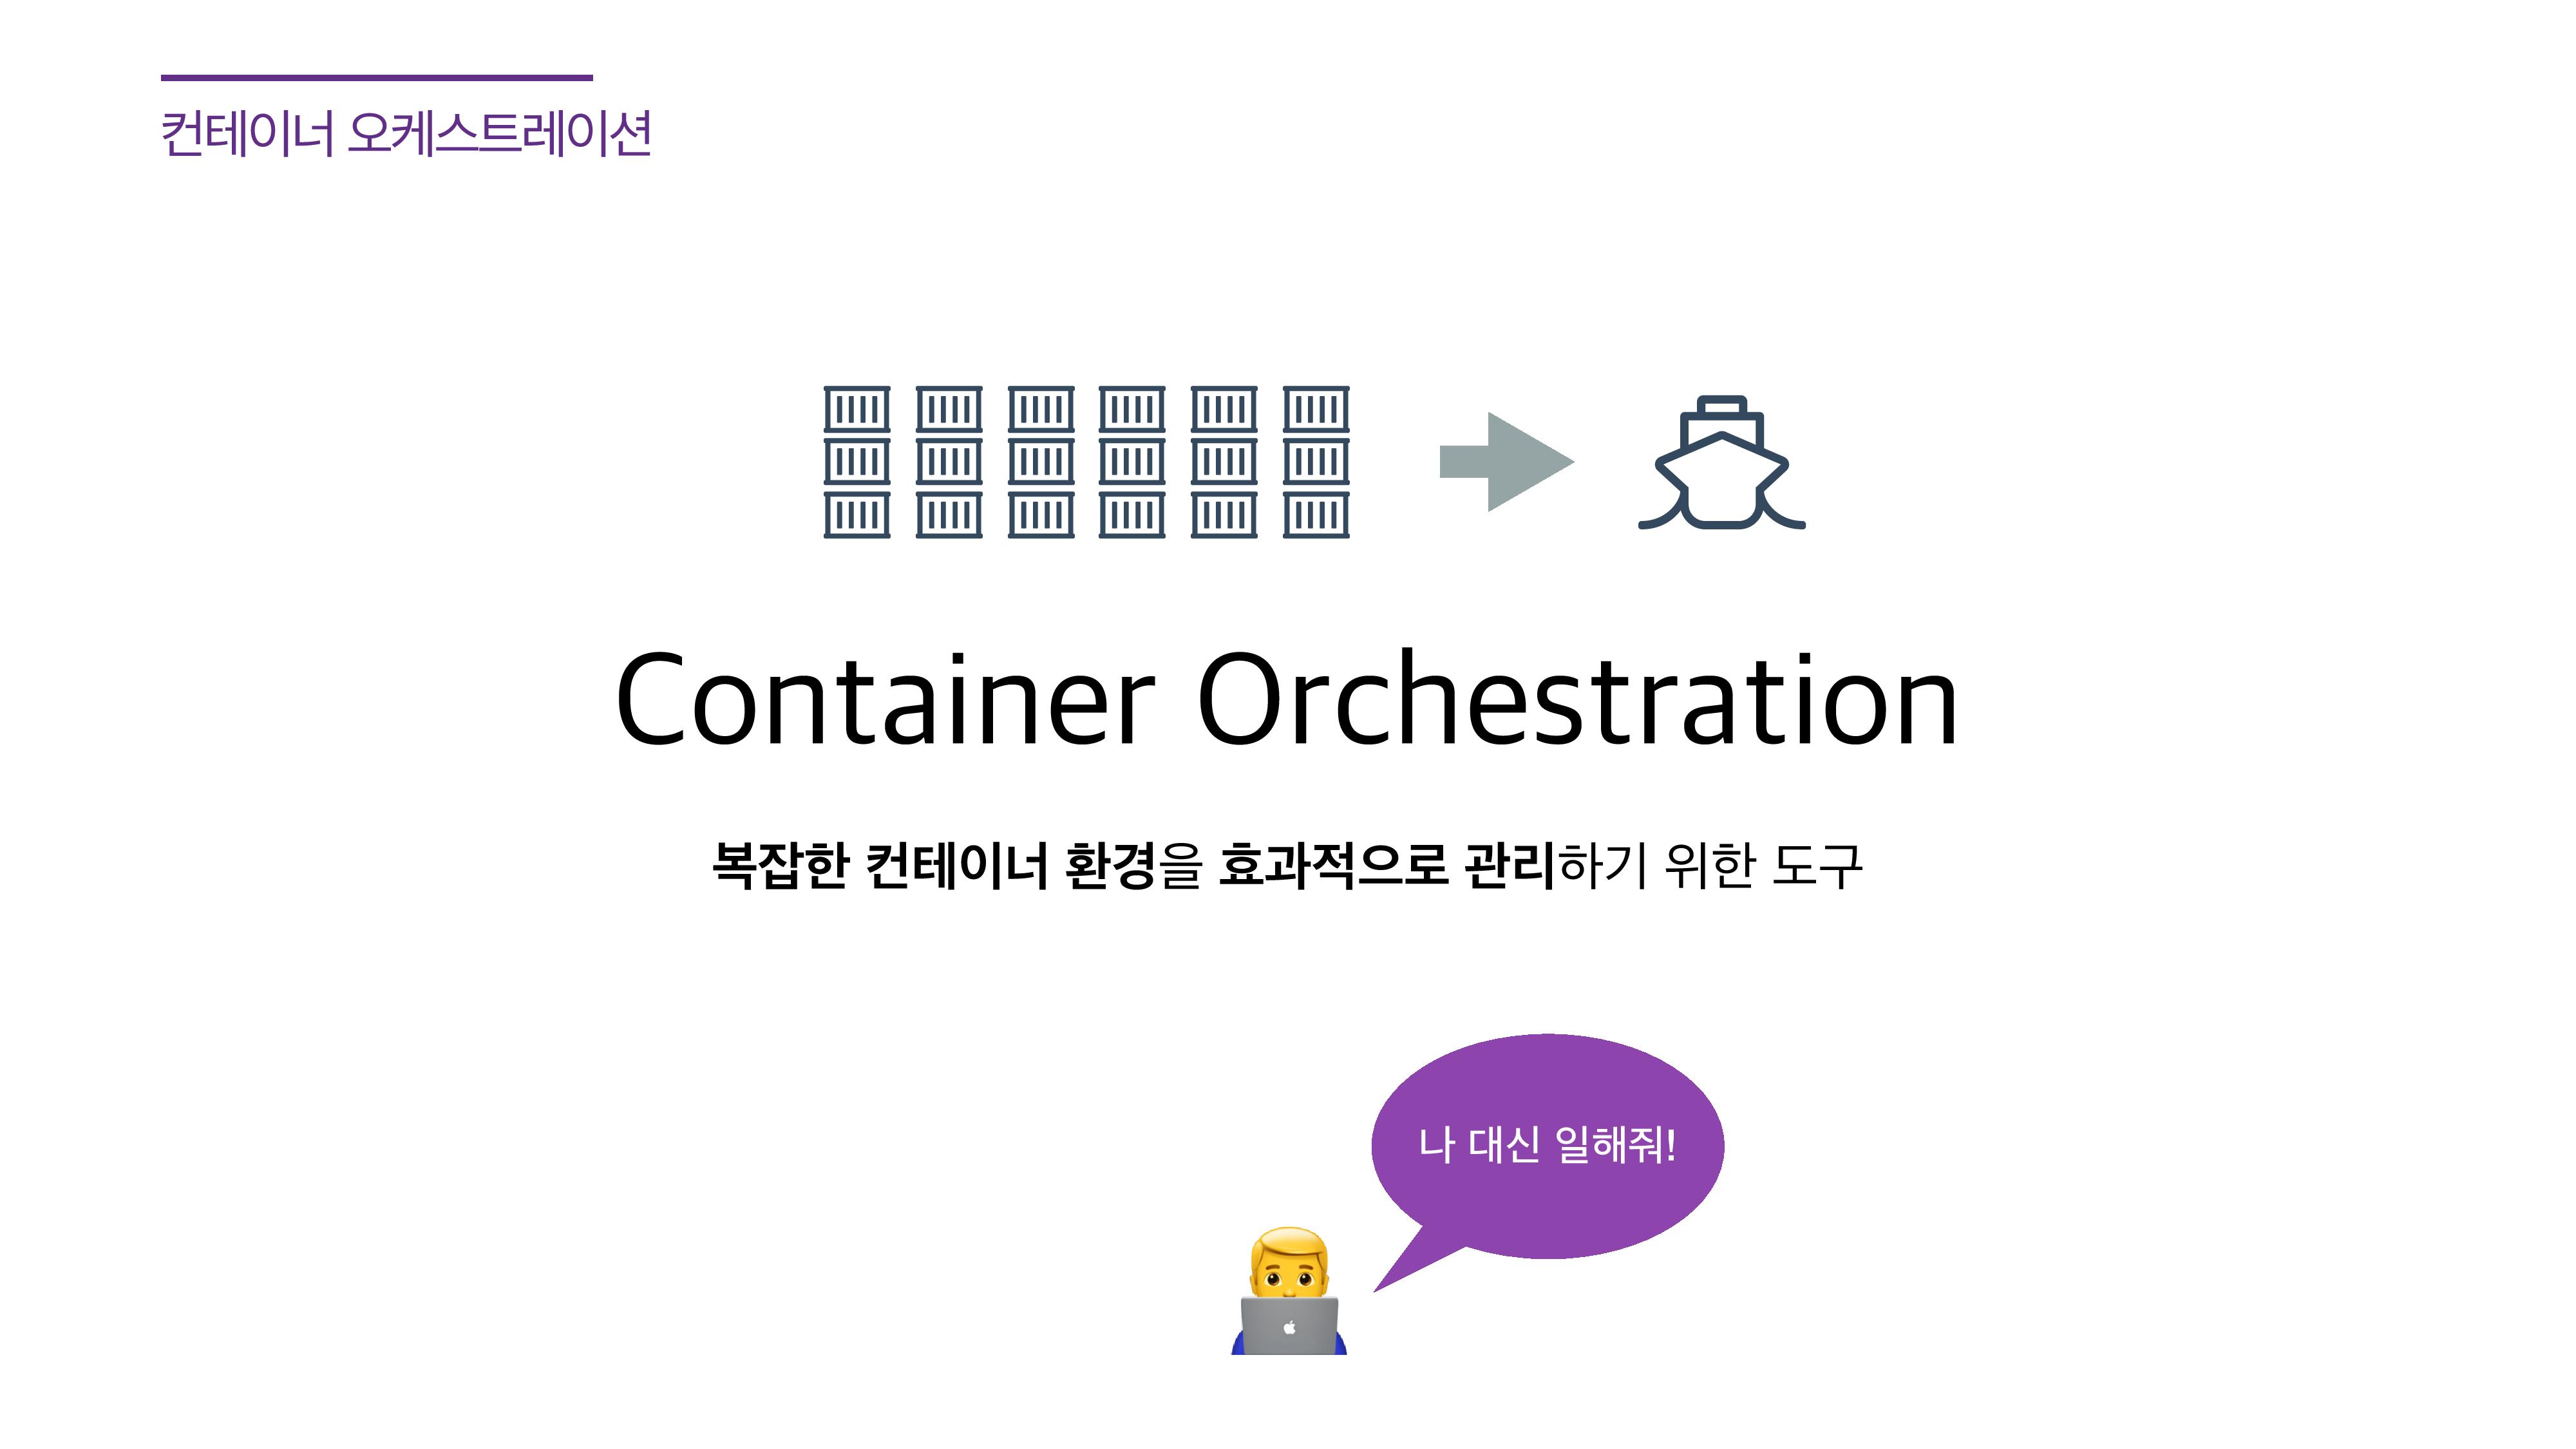 컨테이너 오케스트레이션
Container Orchestration
복잡한 컨테이너 환경을 효과적으로 관리하기 위한 도구
나 대신 일해줘!